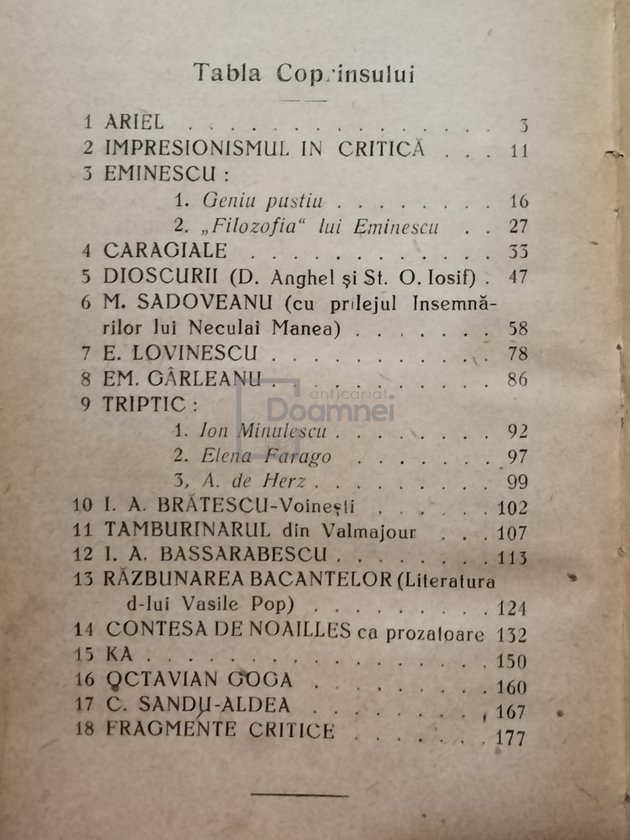 Tabla Coprinsului
1 ARIEL . . . . . . . . . . . . . . . 3
2 IMPRESIONISMUL IN CRITICĂ . . . 11
3 EMINESCU :
1. Geniu pustiu . . . . . . . . 16
2. „Filozofia“ lui Eminescu . . 27
4 CARAGIALE . . . . . . . . . . . . 33
5 DIOSCURII (D. Anghel și St. O. Iosif) . 47
6 M. SADOVEANU (cu prilejul Insemnă-
rilor lui Neculai Manea) . . . . . . . 58
7 E. LOVINESCU . . . . . . . . . . . 78
8 EM. GÂRLEANU . . . . . . . . . . . 86
9 TRIPTIC :
anticariat
Doamnei
1. Ion Minulescu . . . . . . . . 92
2. Elena Farago . . . . . . . 97
3, A. de Herz . . . . . . . . . 99
10 I. A. BRĂTESCU-Voinești . . . . . . 102
11 TAMBURINARUL din Valmajour . . . 107
12 I. A. BASSARABESCU . . . . . . . . 113
13 RĂZBUNAREA BACANTELOR (Literatura
d-lui Vasile Pop) . . . . . . . . . 124
14 CONTESA DE NOAILLES ca prozatoare 132
15 KA . . . . . . . . . . . . . . . . . 150
16 OCTAVIAN GOGA . . . . . . . . . 160
17 C. SANDU-ALDEA . . . . . . . . . 167
18 FRAGMENTE CRITICE . . . . . . . 177